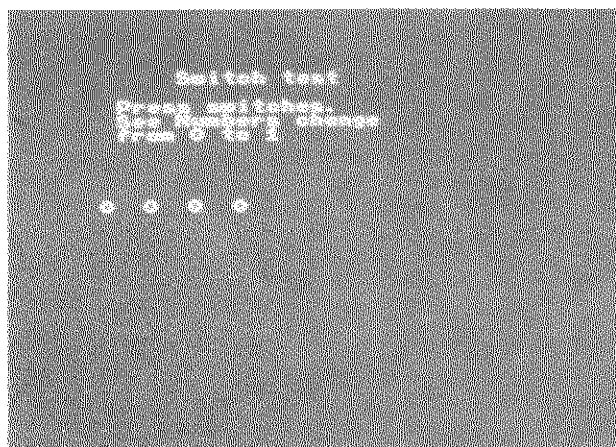 Switch test
Press switches.
See Numbers change
from 0 to 1
0 0 0 0